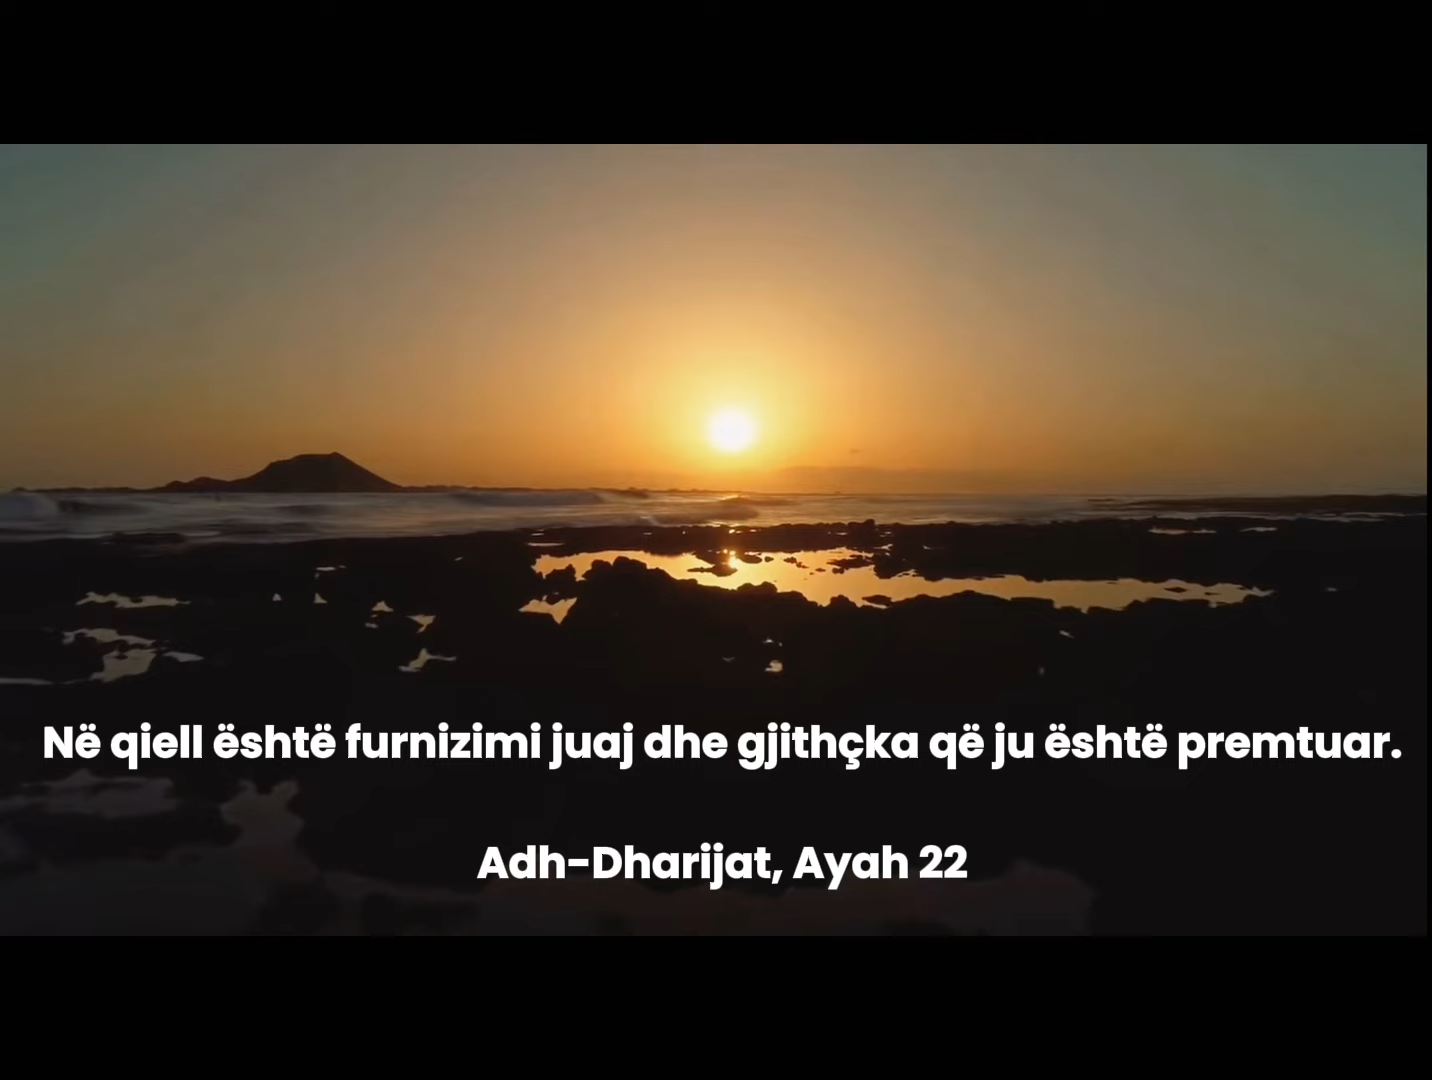 Në qiell është furnizimi juaj dhe gjithçka që ju është premtuar.
Adh-Dharijat, Ayah 22